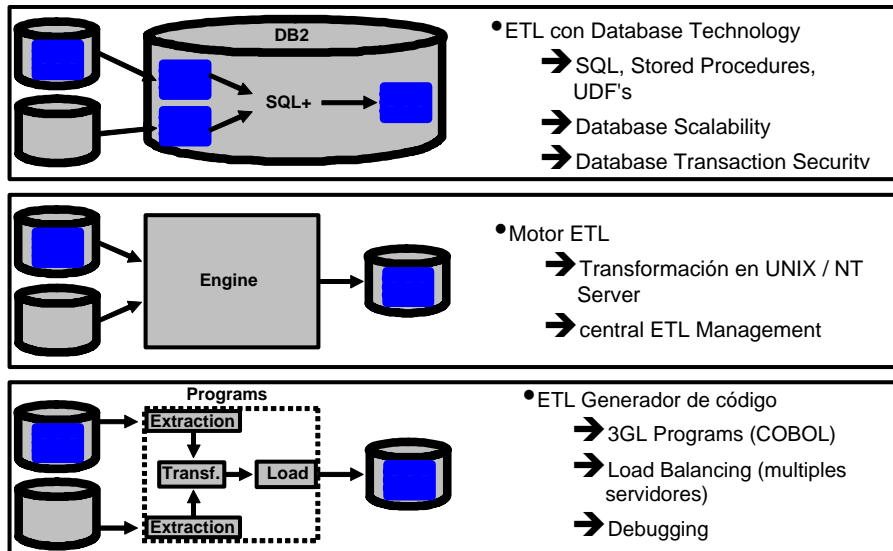 DB2
SQL+
•ETL con Database Technology
➔ SQL, Stored Procedures,
UDF's
➔ Database Scalability
➔ Database Transaction Security
Engine
•Motor ETL
➔ Transformación en UNIX / NT
Server
➔ central ETL Management
Programs
Extraction
Transf.
Load
Extraction
•ETL Generador de código
➔ 3GL Programs (COBOL)
➔ Load Balancing (multiples
servidores)
➔ Debugging